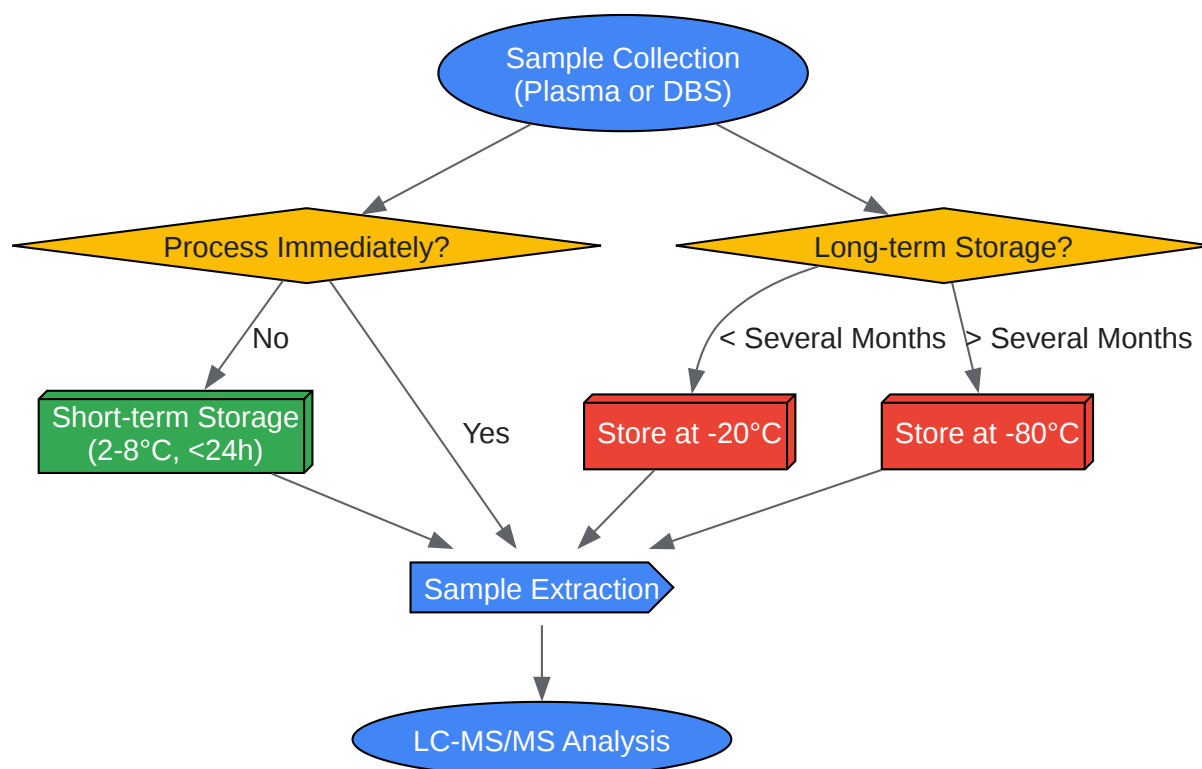 Sample Collection
(Plasma or DBS)
Process Immediately?
Long-term Storage?
No
< Several Months
> Several Months
Short-term Storage
(2-8°C, <24h)
Yes
Store at -20°C
Store at -80°C
Sample Extraction
LC-MS/MS Analysis